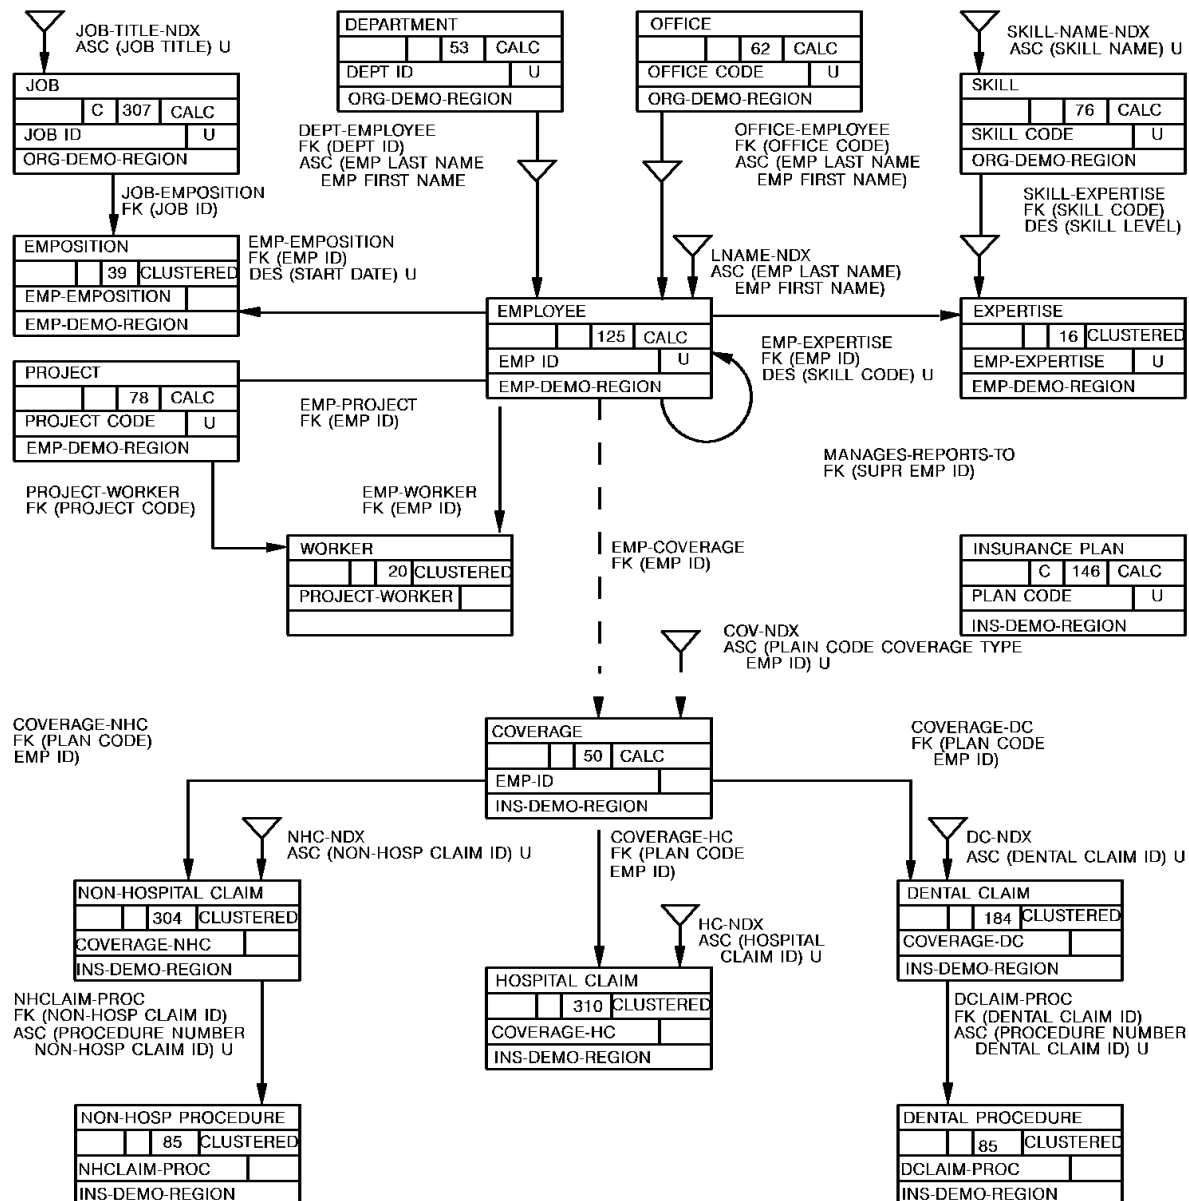 JOB-TITLE-NDX
ASC (JOB TITLE) U
DEPARTMENT
53 CALC
DEPT ID U
ORG-DEMO-REGION
OFFICE
62 CALC
OFFICE CODE U
ORG-DEMO-REGION
SKILL-NAME-NDX
ASC (SKILL NAME) U
JOB
C 307 CALC
JOB ID U
ORG-DEMO-REGION
SKILL
76 CALC
SKILL CODE U
ORG-DEMO-REGION
DEPT-EMPLOYEE
FK (DEPT ID)
ASC (EMP LAST NAME
EMP FIRST NAME
OFFICE-EMPLOYEE
FK (OFFICE CODE)
ASC (EMP LAST NAME
EMP FIRST NAME)
JOB-EMPOSITION
FK (JOB ID)
SKILL-EXPERTISE
FK (SKILL CODE)
DES (SKILL LEVEL)
EMPOSITION
39 CLUSTERED
EMP-EMPOSITION
EMP-DEMO-REGION
EMP-EMPOSITION
FK (EMP ID)
DES (START DATE) U
LNAME-NDX
ASC (EMP LAST NAME)
EMP FIRST NAME)
EMPLOYEE
125 CALC
EMP ID U
EMP-DEMO-REGION
EXPERTISE
16 CLUSTERED
EMP-EXPERTISE U
EMP-DEMO-REGION
EMP-EXPERTISE
FK (EMP ID)
DES (SKILL CODE) U
PROJECT
78 CALC
PROJECT CODE U
EMP-DEMO-REGION
EMP-PROJECT
FK (EMP ID)
MANAGES-REPORTS-TO
FK (SUPR EMP ID)
PROJECT-WORKER
FK (PROJECT CODE)
EMP-WORKER
FK (EMP ID)
WORKER
20 CLUSTERED
PROJECT-WORKER
EMP-COVERAGE
FK (EMP ID)
INSURANCE PLAN
C 146 CALC
PLAN CODE U
INS-DEMO-REGION
COV-NDX
ASC (PLAIN CODE COVERAGE TYPE
EMP ID) U
COVERAGE-NHC
FK (PLAN CODE)
EMP ID)
COVERAGE
50 CALC
EMP-ID
INS-DEMO-REGION
COVERAGE-DC
FK (PLAN CODE
EMP ID)
NHC-NDX
ASC (NON-HOSP CLAIM ID) U
COVERAGE-HC
FK (PLAN CODE
EMP ID)
DC-NDX
ASC (DENTAL CLAIM ID) U
NON-HOSPITAL CLAIM
304 CLUSTERED
COVERAGE-NHC
INS-DEMO-REGION
HC-NDX
ASC (HOSPITAL
CLAIM ID) U
DENTAL CLAIM
184 CLUSTERED
COVERAGE-DC
INS-DEMO-REGION
HOSPITAL CLAIM
310 CLUSTERED
COVERAGE-HC
INS-DEMO-REGION
NHCLAIM-PROC
FK (NON-HOSP CLAIM ID)
ASC (PROCEDURE NUMBER
NON-HOSP CLAIM ID) U
DCLAIM-PROC
FK (DENTAL CLAIM ID)
ASC (PROCEDURE NUMBER
DENTAL CLAIM ID) U
NON-HOSP PROCEDURE
85 CLUSTERED
NHCLAIM-PROC
INS-DEMO-REGION
DENTAL PROCEDURE
85 CLUSTERED
DCLAIM-PROC
INS-DEMO-REGION